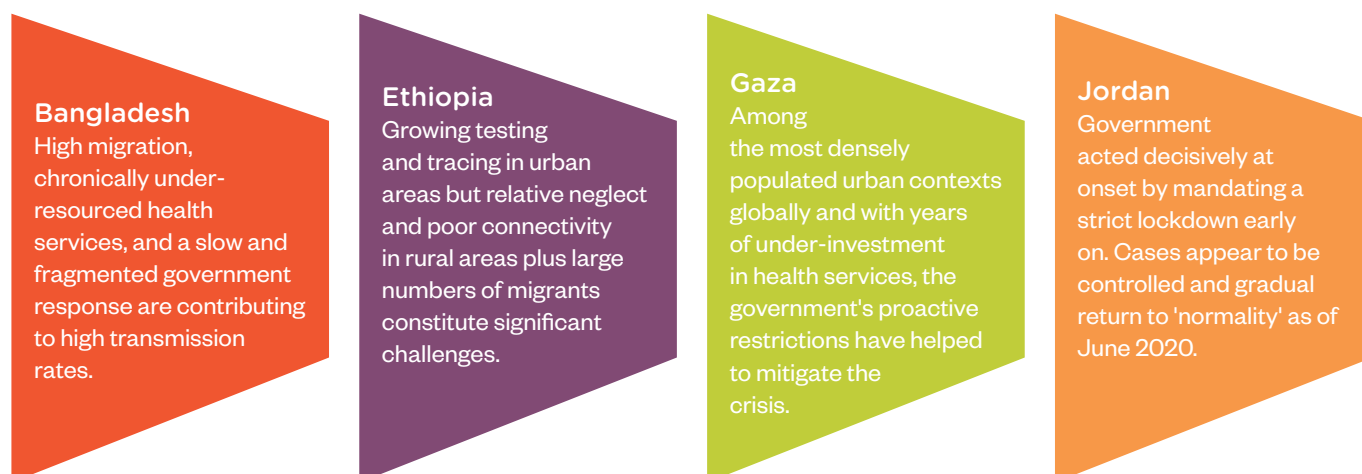 Bangladesh
High migration,
chronically under-
resourced health
services, and a slow and
fragmented government
response are contributing
to high transmission
rates.
Ethiopia
Growing testing
and tracing in urban
areas but relative neglect
and poor connectivity
in rural areas plus large
numbers of migrants
constitute significant
challenges.
Gaza
Among
the most densely
populated urban contexts
globally and with years
of under-investment
in health services, the
government's proactive
restrictions have helped
to mitigate the
crisis.
Jordan
Government
acted decisively at
onset by mandating a
strict lockdown early
on. Cases appear to be
controlled and gradual
return to 'normality' as of
June 2020.